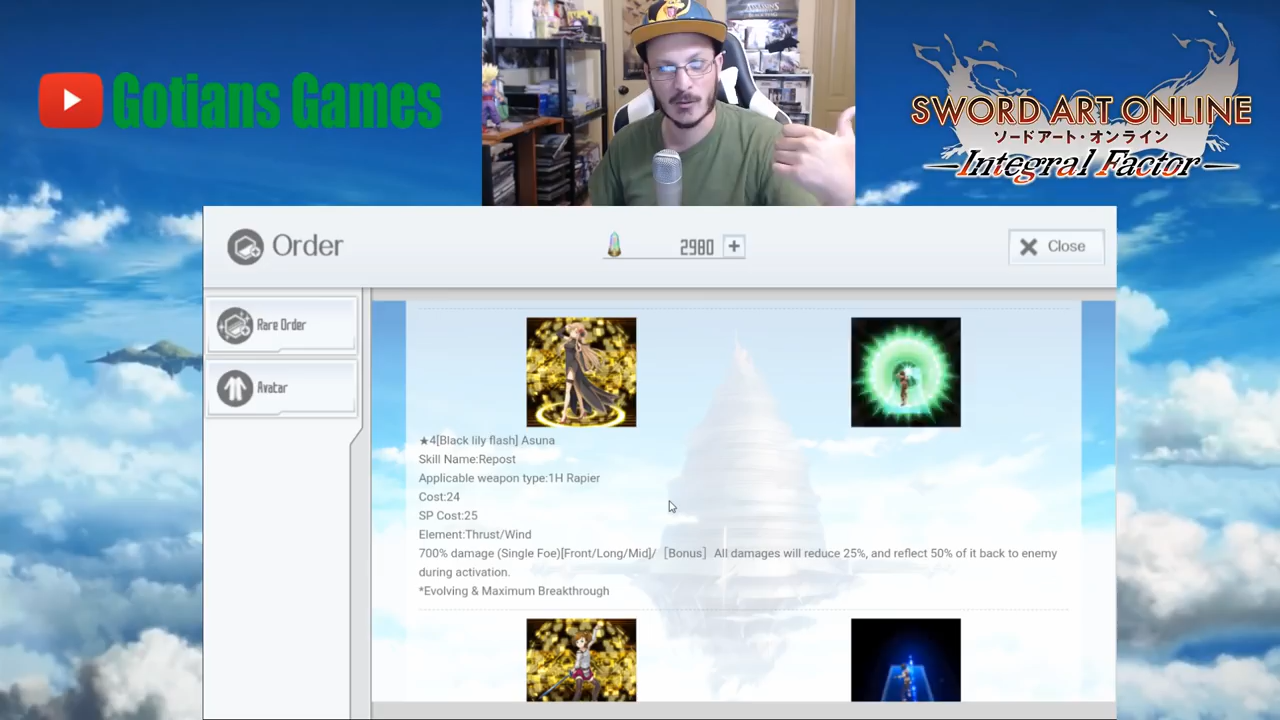 Gotians Games
SWORD ART ONLINE
ソードアート・オンライン
Integral Factor
Order
2980
Close
Rare Order
Avatar
★4[Black lily flash] Asuna
Skill Name:Repost
Applicable weapon type:1H Rapier
Cost:24
SP Cost:25
Element:Thrust/Wind
700% damage (Single Foe)[Front/Long/Mid]/［Bonus］ All damages will reduce 25%, and reflect 50% of it back to enemy
during activation.
*Evolving & Maximum Breakthrough